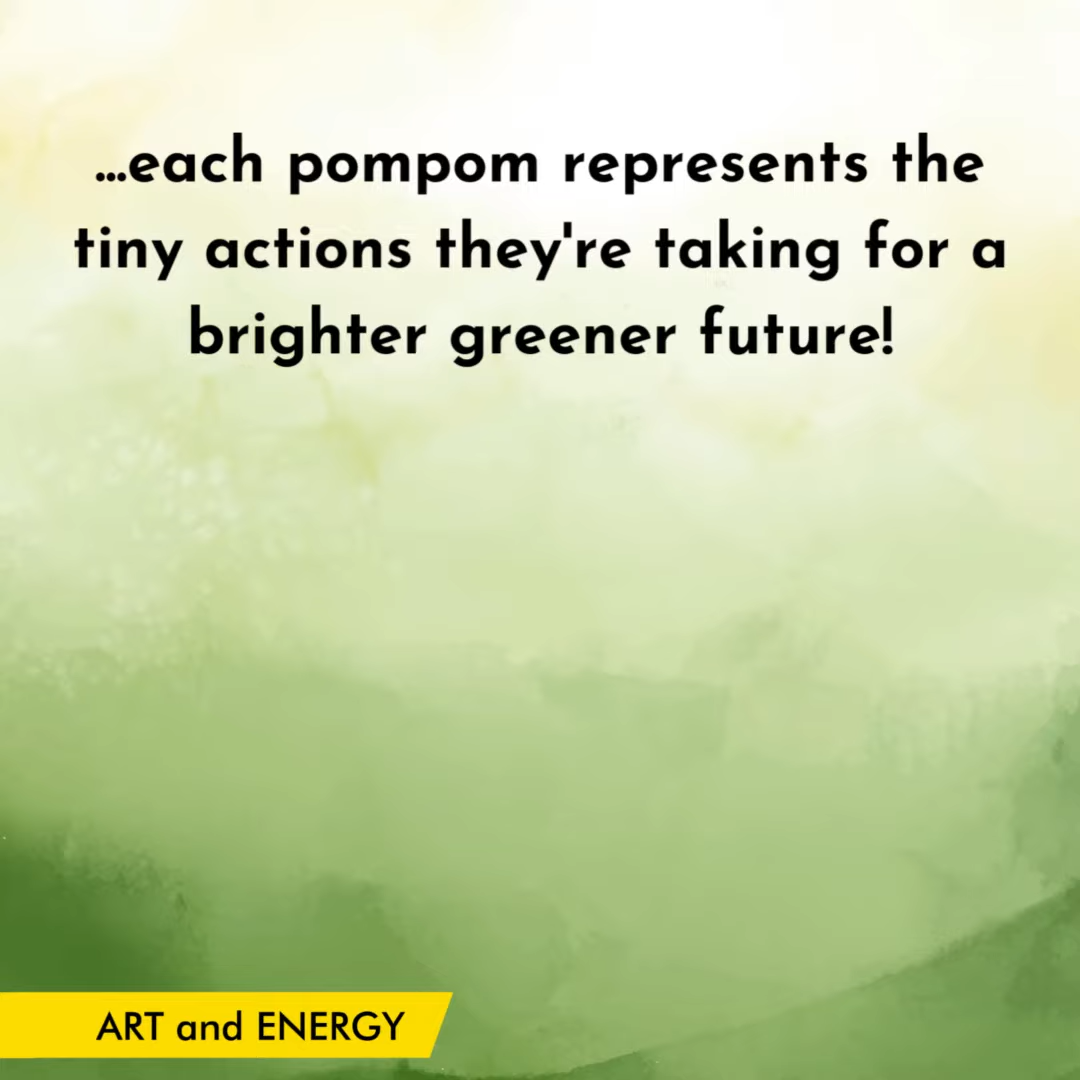 ...each pompom represents the
tiny actions they're taking for a
brighter greener future!
ART and ENERGY